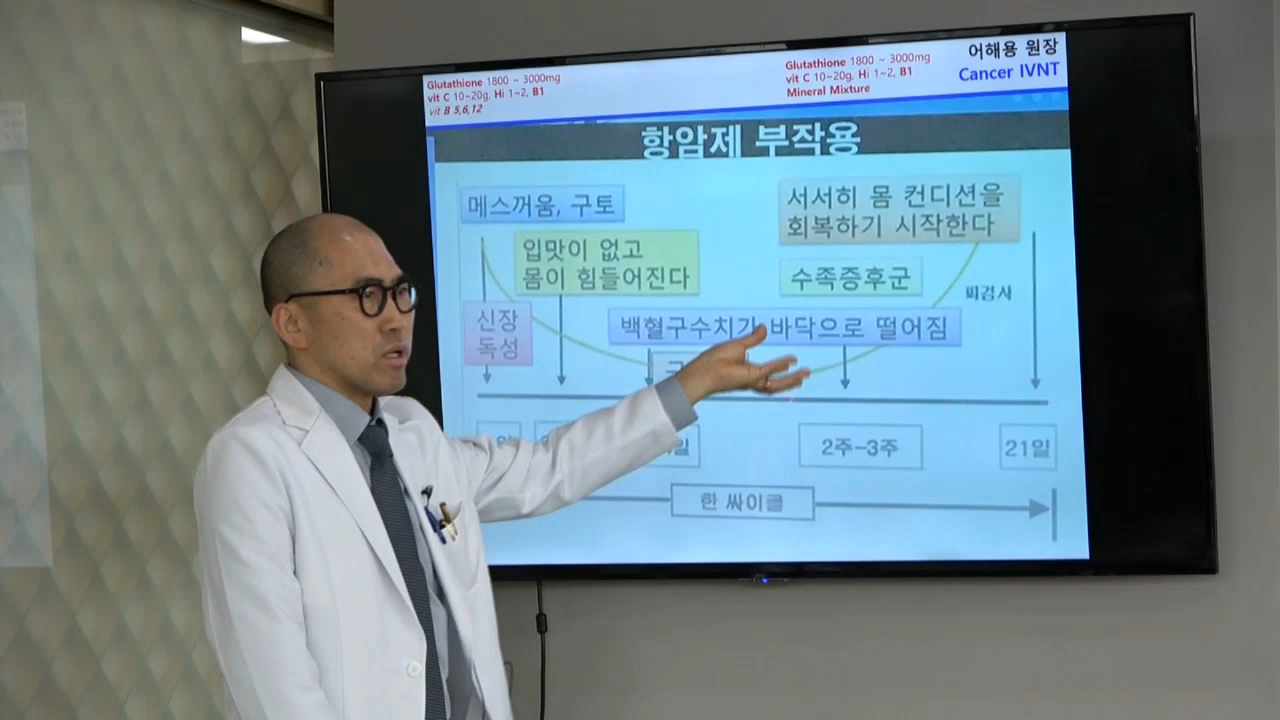 Glutathione 1800 ~ 3000mg
vit C 10~20g, Hi 1~2, B1
vit B 5,6,12
Glutathione 1800 ~ 3000mg
vit C 10~20g, Hi 1~2, B1
Mineral Mixture
어해용 원장
Cancer IVNT
항암제 부작용
메스꺼움, 구토
서서히 몸 컨디션을
회복하기 시작한다
입맛이 없고
몸이 힘들어진다
수족증후군
피검사
신장
독성
백혈구수치가 바닥으로 떨어짐
2주-3주
21일
한 싸이클